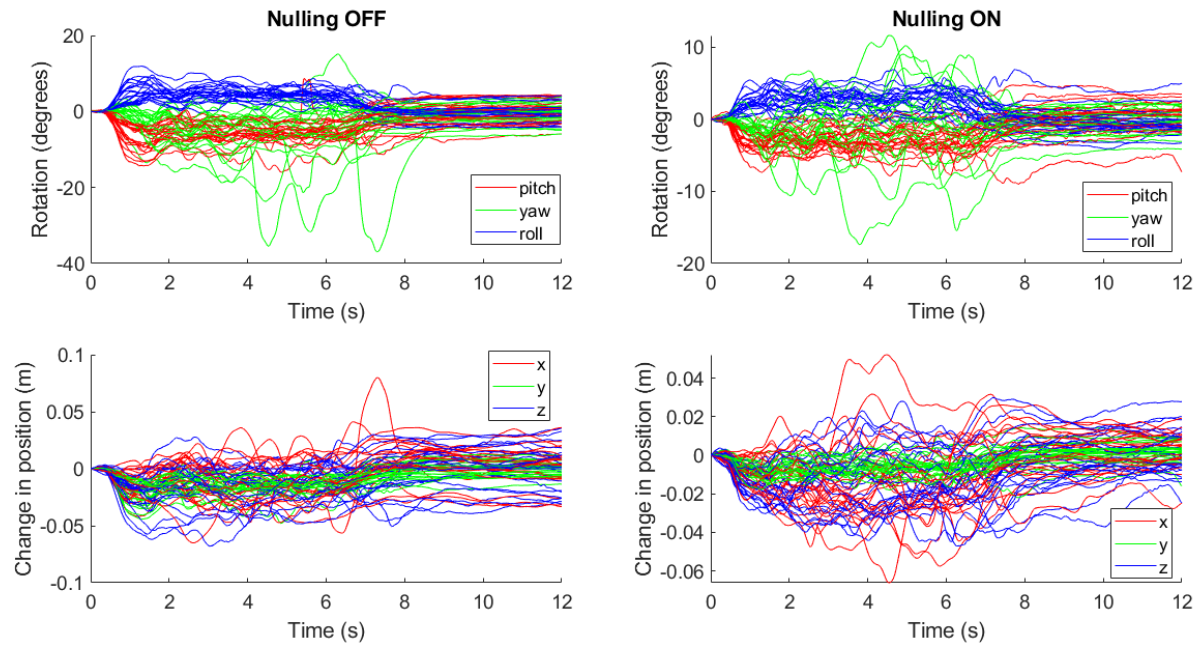 Nulling OFF
20
0
-20
-40
Rotation (degrees)
pitch
yaw
roll
0 2 4 6 8 10 12
Time (s)
Nulling ON
10
0
-10
-20
Rotation (degrees)
pitch
yaw
roll
0 2 4 6 8 10 12
Time (s)
0.1
0.05
0
-0.05
-0.1
Change in position (m)
x
y
z
0 2 4 6 8 10 12
Time (s)
0.04
0.02
0
-0.02
-0.04
-0.06
Change in position (m)
x
y
z
0 2 4 6 8 10 12
Time (s)